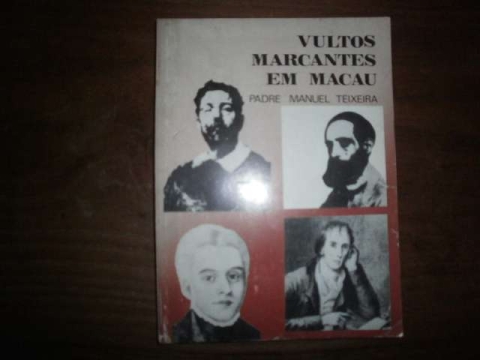 VULTOS
MARCANTES
EM MACAU
PADRE MANUEL TEIXEIRA